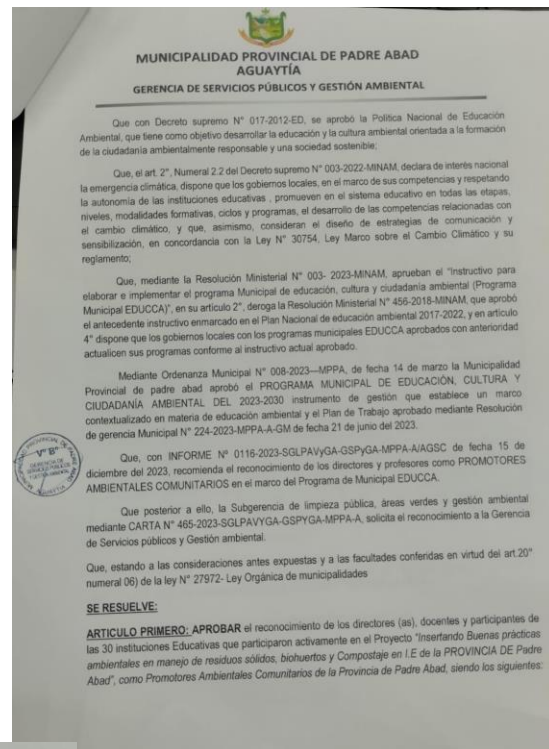 MUNICIPALIDAD PROVINCIAL DE PADRE ABAD
AGUAYTÍA
GERENCIA DE SERVICIOS PÚBLICOS Y GESTIÓN AMBIENTAL
Que con Decreto supremo N° 017-2012-ED, se aprobó la Política Nacional de Educación
Ambiental, que tiene como objetivo desarrollar la educación y la cultura ambiental orientada a la formación
de la ciudadanía ambientalmente responsable y una sociedad sostenible;
Que, el art. 2°, Numeral 2.2 del Decreto supremo N° 003-2022-MINAM, declara de interés nacional
la emergencia climática, dispone que los gobiernos locales, en el marco de sus competencias y respetando
la autonomía de las instituciones educativas , promueven en el sistema educativo en todas las etapas,
niveles, modalidades formativas, ciclos y programas, el desarrollo de las competencias relacionadas con
el cambio climático, y que, asimismo, consideran el diseño de estrategias de comunicación y
sensibilización, en concordancia con la Ley N° 30754, Ley Marco sobre el Cambio Climático y su
reglamento;
Que, mediante la Resolución Ministerial N° 003- 2023-MINAM, aprueban el "Instructivo para
elaborar e implementar el programa Municipal de educación, cultura y ciudadanía ambiental (Programa
Municipal EDUCCA)", en su artículo 2°, deroga la Resolución Ministerial N° 456-2018-MINAM, que aprobó
el antecedente instructivo enmarcado en el Plan Nacional de educación ambiental 2017-2022, y en artículo
4° dispone que los gobiernos locales con los programas municipales EDUCCA aprobados con anterioridad
actualicen sus programas conforme al instructivo actual aprobado.
Mediante Ordenanza Municipal N° 008-2023—MPPA, de fecha 14 de marzo la Municipalidad
Provincial de padre abad aprobó el PROGRAMA MUNICIPAL DE EDUCACIÓN, CULTURA Y
CIUDADANÍA AMBIENTAL DEL 2023-2030 instrumento de gestión que establece un marco
contextualizado en materia de educación ambiental y el Plan de Trabajo aprobado mediante Resolución
de gerencia Municipal N° 224-2023-MPPA-A-GM de fecha 21 de junio del 2023.
Que, con INFORME N° 0116-2023-SGLPAVyGA-GSPyGA-MPPA-A/AGSC de fecha 15 de
diciembre del 2023, recomienda el reconocimiento de los directores y profesores como PROMOTORES
AMBIENTALES COMUNITARIOS en el marco del Programa de Municipal EDUCCA.
Que posterior a ello, la Subgerencia de limpieza pública, áreas verdes y gestión ambiental
mediante CARTA N° 465-2023-SGLPAVYGA-GSPYGA-MPPA-A, solicita el reconocimiento a la Gerencia
de Servicios públicos y Gestión ambiental.
Que, estando a las consideraciones antes expuestas y a las facultades conferidas en virtud del art.20°
numeral 06) de la ley N° 27972- Ley Orgánica de municipalidades
SE RESUELVE:
ARTICULO PRIMERO: APROBAR el reconocimiento de los directores (as), docentes y participantes de
las 30 instituciones Educativas que participaron activamente en el Proyecto "Insertando Buenas prácticas
ambientales en manejo de residuos sólidos, biohuertos y Compostaje en I.E de la PROVINCIA DE Padre
Abad", como Promotores Ambientales Comunitarios de la Provincia de Padre Abad, siendo los siguientes:
V° B°